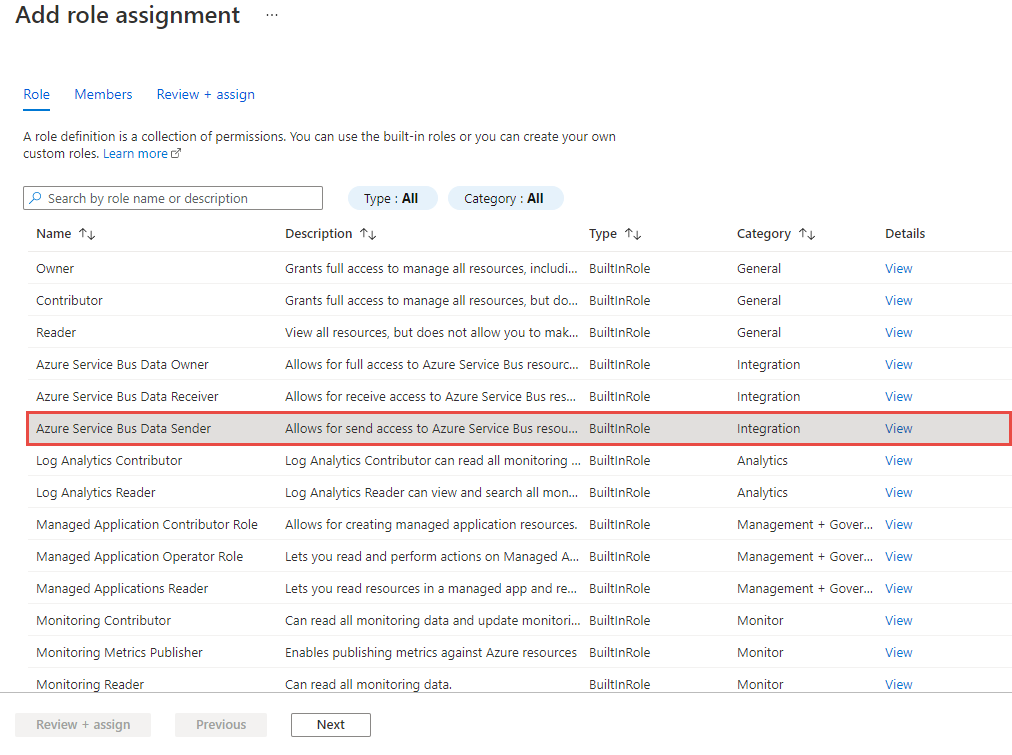 Add role assignment ...
Role Members Review + assign
A role definition is a collection of permissions. You can use the built-in roles or you can create your own
custom roles. Learn more
Search by role name or description Type : All Category : All
Name ↑↓ Description ↑↓ Type ↑↓ Category ↑↓ Details
Owner Grants full access to manage all resources, includi... BuiltInRole General View
Contributor Grants full access to manage all resources, but do... BuiltInRole General View
Reader View all resources, but does not allow you to mak... BuiltInRole General View
Azure Service Bus Data Owner Allows for full access to Azure Service Bus resourc... BuiltInRole Integration View
Azure Service Bus Data Receiver Allows for receive access to Azure Service Bus res... BuiltInRole Integration View
Azure Service Bus Data Sender Allows for send access to Azure Service Bus resou... BuiltInRole Integration View
Log Analytics Contributor Log Analytics Contributor can read all monitoring ... BuiltInRole Analytics View
Log Analytics Reader Log Analytics Reader can view and search all mon... BuiltInRole Analytics View
Managed Application Contributor Role Allows for creating managed application resources. BuiltInRole Management + Gover... View
Managed Application Operator Role Lets you read and perform actions on Managed A... BuiltInRole Management + Gover... View
Managed Applications Reader Lets you read resources in a managed app and re... BuiltInRole Management + Gover... View
Monitoring Contributor Can read all monitoring data and update monitori... BuiltInRole Monitor View
Monitoring Metrics Publisher Enables publishing metrics against Azure resources BuiltInRole Monitor View
Monitoring Reader Can read all monitoring data. BuiltInRole Monitor View
Review + assign Previous Next